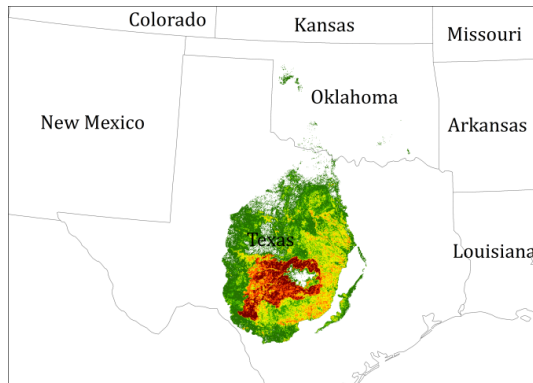 Colorado
Kansas
Missouri
Oklahoma
New Mexico
Arkansas
Texas
Louisiana